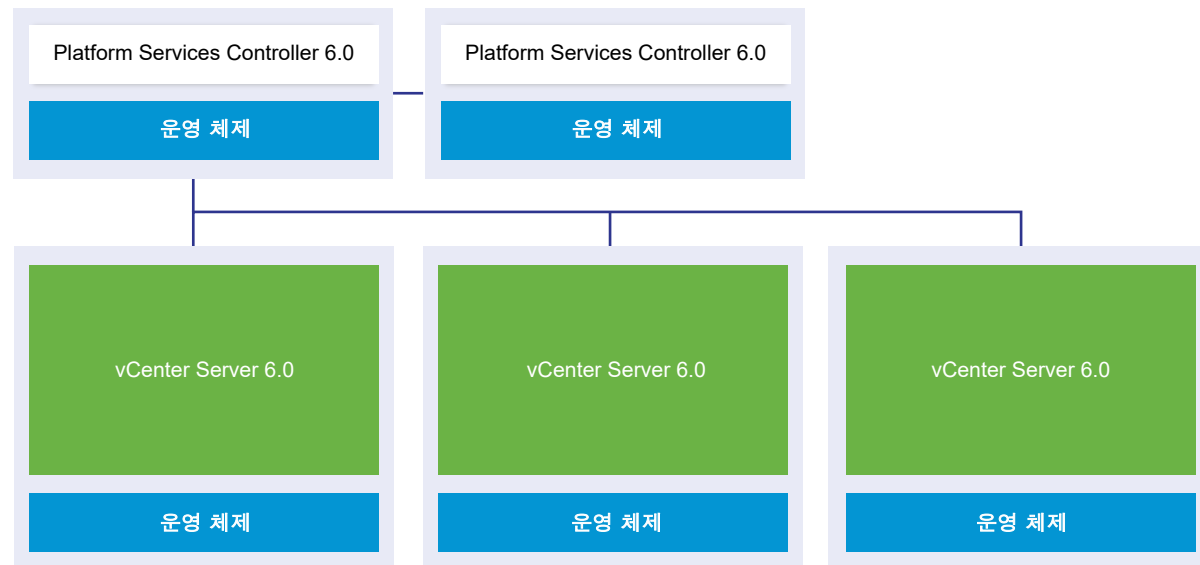 Platform Services Controller 6.0
Platform Services Controller 6.0
운영 체제
운영 체제
vCenter Server 6.0
vCenter Server 6.0
vCenter Server 6.0
운영 체제
운영 체제
운영 체제